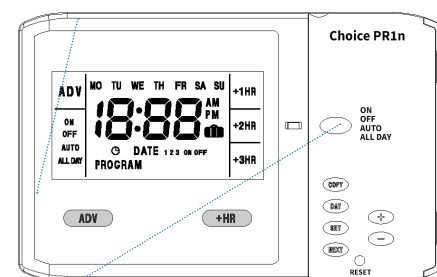 Choice PR1n
ADV
MO TU WE TH FR SA SU
+1HR
18:88
AM
PM
ON
OFF
AUTO
ALL DAY
+2HR
DATE 1 2 3 ON OFF
PROGRAM
+3HR
ON
OFF
AUTO
ALL DAY
COPY
DAY
SET
NEXT
+
−
RESET
ADV
+HR